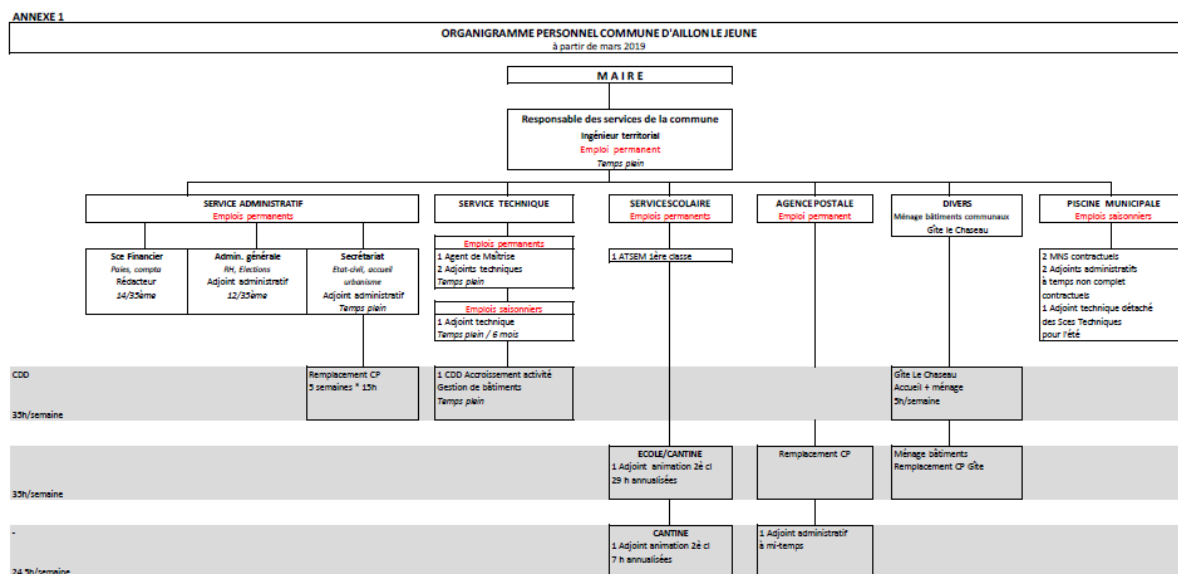 ANNEXE 1
ORGANIGRAMME PERSONNEL COMMUNE D'AILLON LE JEUNE
à partir de mars 2019
MAIRE
Responsable des services de la commune
Ingénieur territorial
Emploi permanent
Temps plein
SERVICE ADMINISTRATIF
Emplois permanents
SERVICE TECHNIQUE
SERVICE SCOLAIRE
Emplois permanents
AGENCE POSTALE
Emploi permanent
DIVERS
Ménage bâtiments communaux
Gîte le Chaseau
PISCINE MUNICIPALE
Emplois saisonniers
Sce Financier
Paies, compta
Rédacteur
14/35ème
Admin. générale
RH, Elections
Adjoint administratif
12/35ème
Secrétariat
Etat-civil, accueil
urbanisme
Adjoint administratif
Temps plein
Emplois permanents
1 Agent de Maîtrise
2 Adjoints techniques
Temps plein
Emplois saisonniers
1 Adjoint technique
Temps plein / 6 mois
1 ATSEM 1ère classe
2 MNS contractuels
2 Adjoints administratifs
à temps non complet
contractuels
1 Adjoint technique détaché
des Sces Techniques
pour l'été
CDD
35h/semaine
Remplacement CP
5 semaines * 15h
1 CDD Accroissement activité
Gestion de bâtiments
Temps plein
Gîte Le Chaseau
Accueil + ménage
5h/semaine
35h/semaine
ECOLE/CANTINE
1 Adjoint animation 2è cl
29 h annualisées
Remplacement CP
Ménage bâtiments
Remplacement CP Gîte
-
24,5h/semaine
CANTINE
1 Adjoint animation 2è cl
7 h annualisées
1 Adjoint administratif
à mi-temps